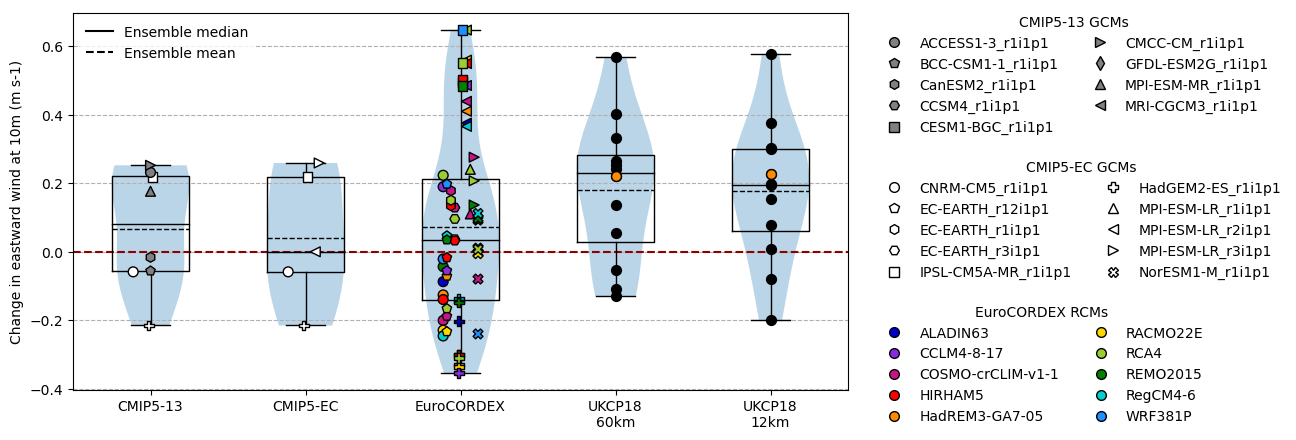 Change in eastward wind at 10m (m s-1)
0.6
0.4
0.2
0.0
−0.2
−0.4
Ensemble median
Ensemble mean
CMIP5-13
CMIP5-EC
EuroCORDEX
UKCP18
60km
UKCP18
12km
CMIP5-13 GCMs
ACCESS1-3_r1i1p1
BCC-CSM1-1_r1i1p1
CanESM2_r1i1p1
CCSM4_r1i1p1
CESM1-BGC_r1i1p1
CMCC-CM_r1i1p1
GFDL-ESM2G_r1i1p1
MPI-ESM-MR_r1i1p1
MRI-CGCM3_r1i1p1
CMIP5-EC GCMs
CNRM-CM5_r1i1p1
EC-EARTH_r12i1p1
EC-EARTH_r1i1p1
EC-EARTH_r3i1p1
IPSL-CM5A-MR_r1i1p1
HadGEM2-ES_r1i1p1
MPI-ESM-LR_r1i1p1
MPI-ESM-LR_r2i1p1
MPI-ESM-LR_r3i1p1
NorESM1-M_r1i1p1
EuroCORDEX RCMs
ALADIN63
CCLM4-8-17
COSMO-crCLIM-v1-1
HIRHAM5
HadREM3-GA7-05
RACMO22E
RCA4
REMO2015
RegCM4-6
WRF381P